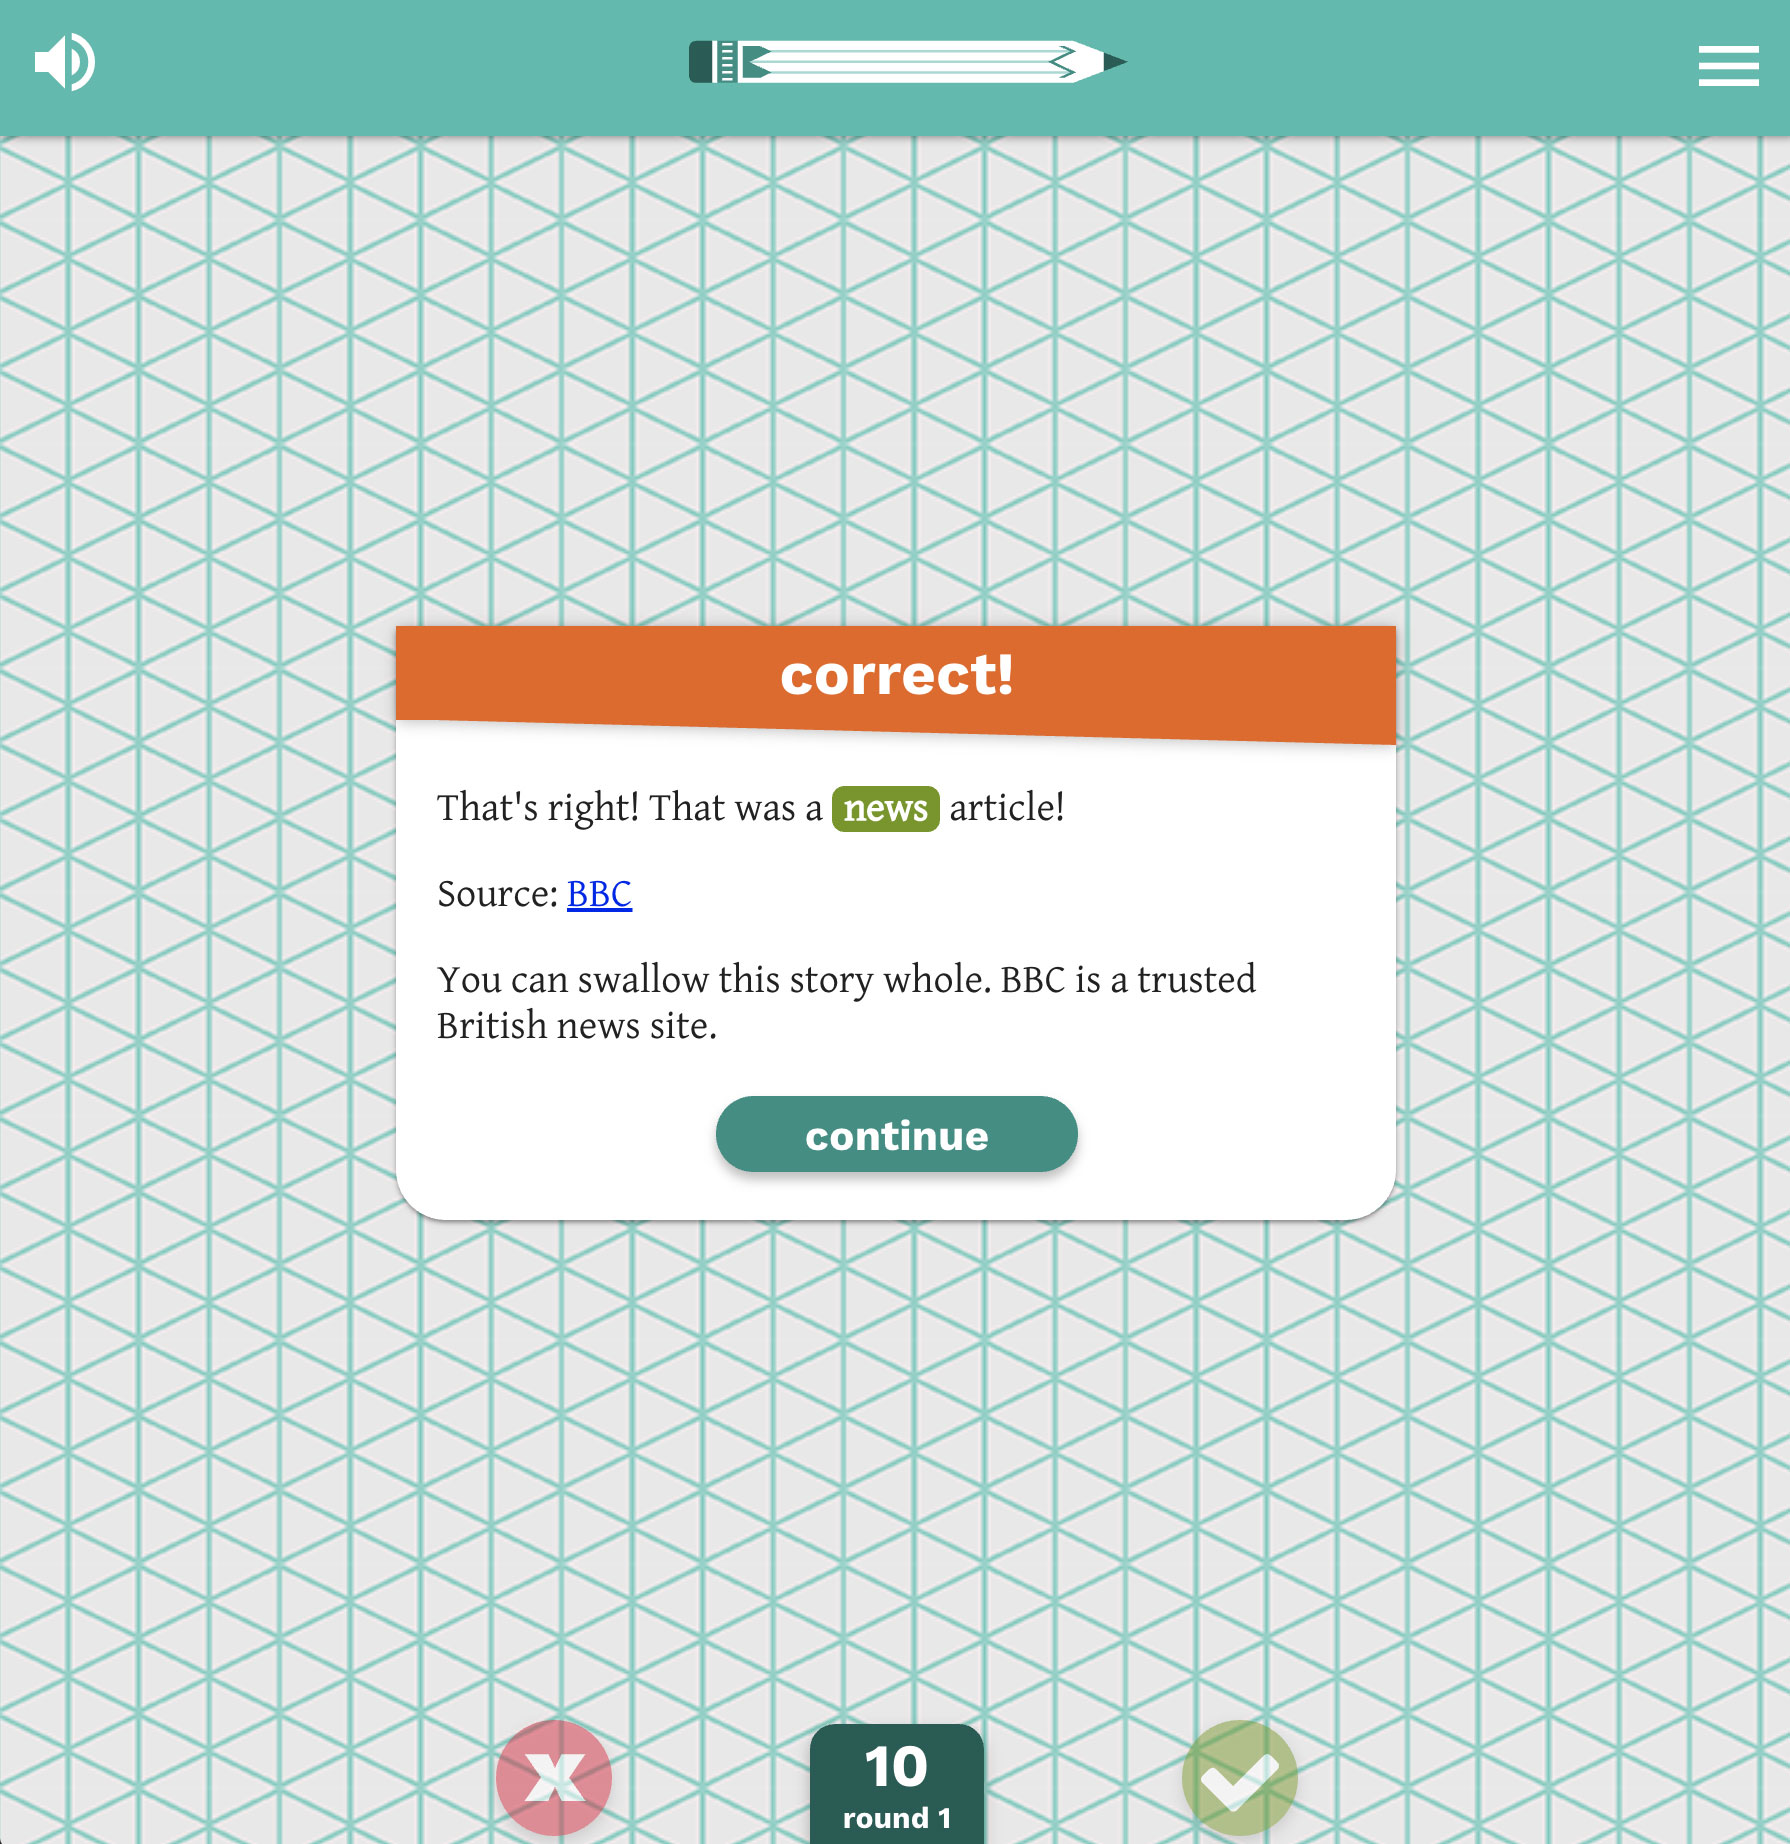 correct!
That's right! That was a news article!
Source: BBC
You can swallow this story whole. BBC is a trusted
British news site.
continue
10
round 1